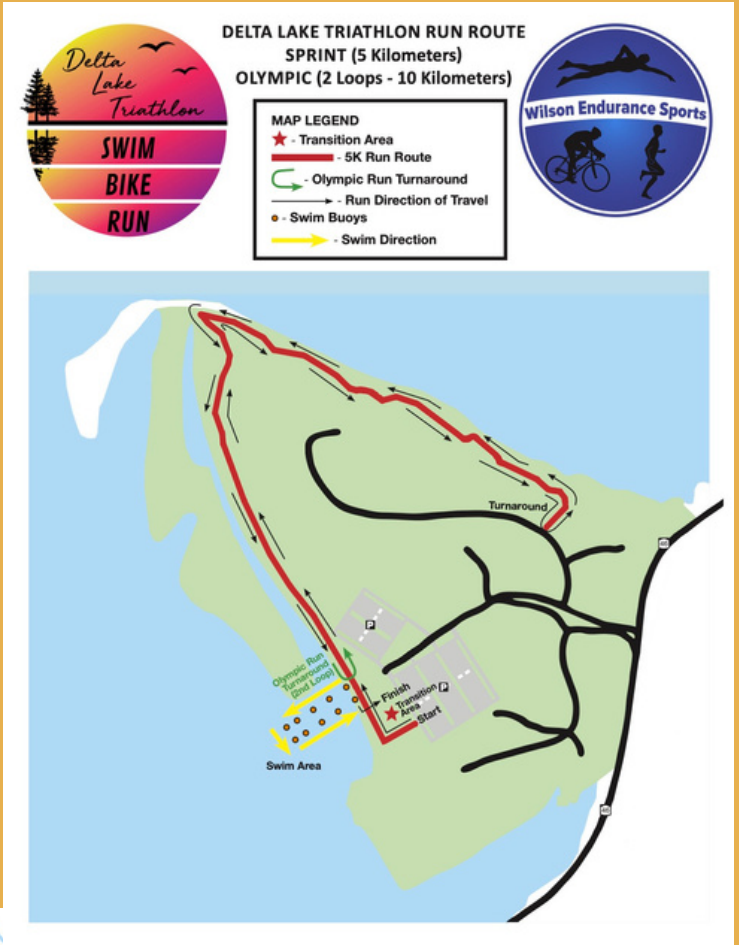 DELTA LAKE TRIATHLON RUN ROUTE
SPRINT (5 Kilometers)
OLYMPIC (2 Loops - 10 Kilometers)
Delta
Lake
Triathlon
SWIM
BIKE
RUN
Wilson Endurance Sports
MAP LEGEND
- Transition Area
- 5K Run Route
- Olympic Run Turnaround
- Run Direction of Travel
- Swim Buoys
- Swim Direction
Turnaround
46
P
Olympic Run
Turnaround
(2nd Loop)
Finish
Transition
Area
P
Start
Swim Area
46